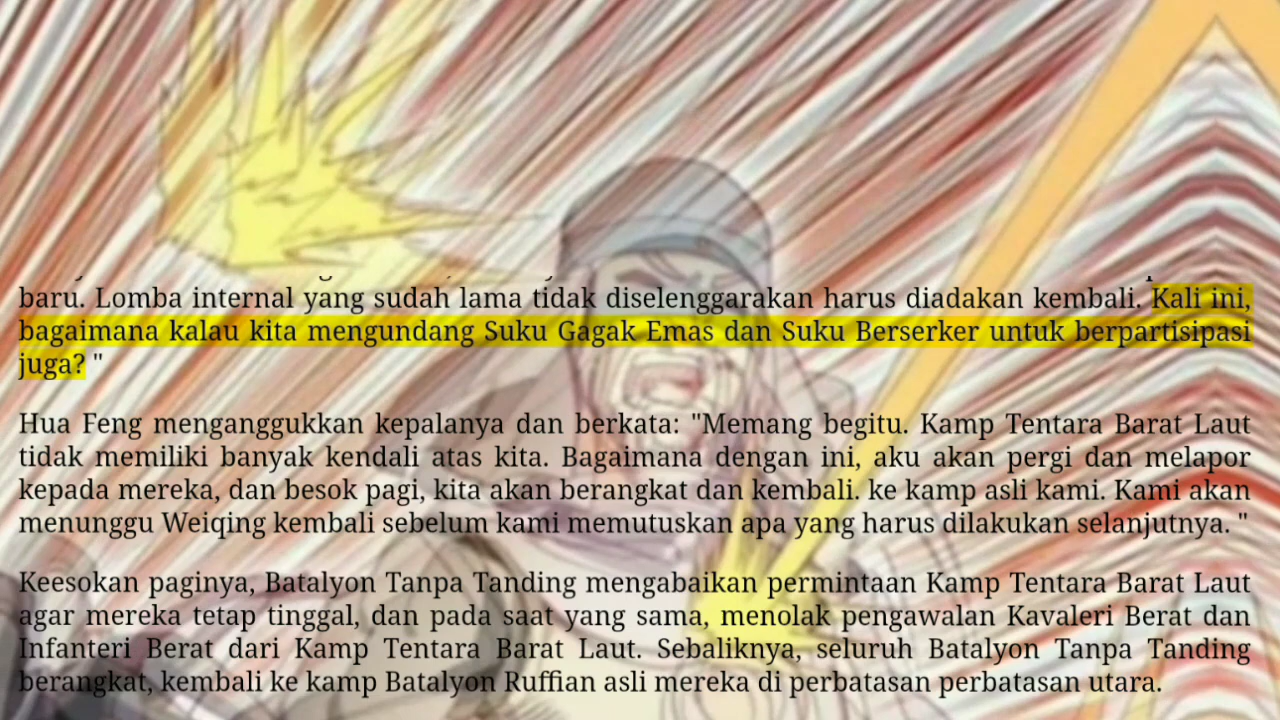 baru. Lomba internal yang sudah lama tidak diselenggarakan harus diadakan kembali. Kali ini,
bagaimana kalau kita mengundang Suku Gagak Emas dan Suku Berserker untuk berpartisipasi
juga? "
Hua Feng menganggukkan kepalanya dan berkata: "Memang begitu. Kamp Tentara Barat Laut
tidak memiliki banyak kendali atas kita. Bagaimana dengan ini, aku akan pergi dan melapor
kepada mereka, dan besok pagi, kita akan berangkat dan kembali. ke kamp asli kami. Kami akan
menunggu Weiqing kembali sebelum kami memutuskan apa yang harus dilakukan selanjutnya. "
Keesokan paginya, Batalyon Tanpa Tanding mengabaikan permintaan Kamp Tentara Barat Laut
agar mereka tetap tinggal, dan pada saat yang sama, menolak pengawalan Kavaleri Berat dan
Infanteri Berat dari Kamp Tentara Barat Laut. Sebaliknya, seluruh Batalyon Tanpa Tanding
berangkat, kembali ke kamp Batalyon Ruffian asli mereka di perbatasan perbatasan utara.